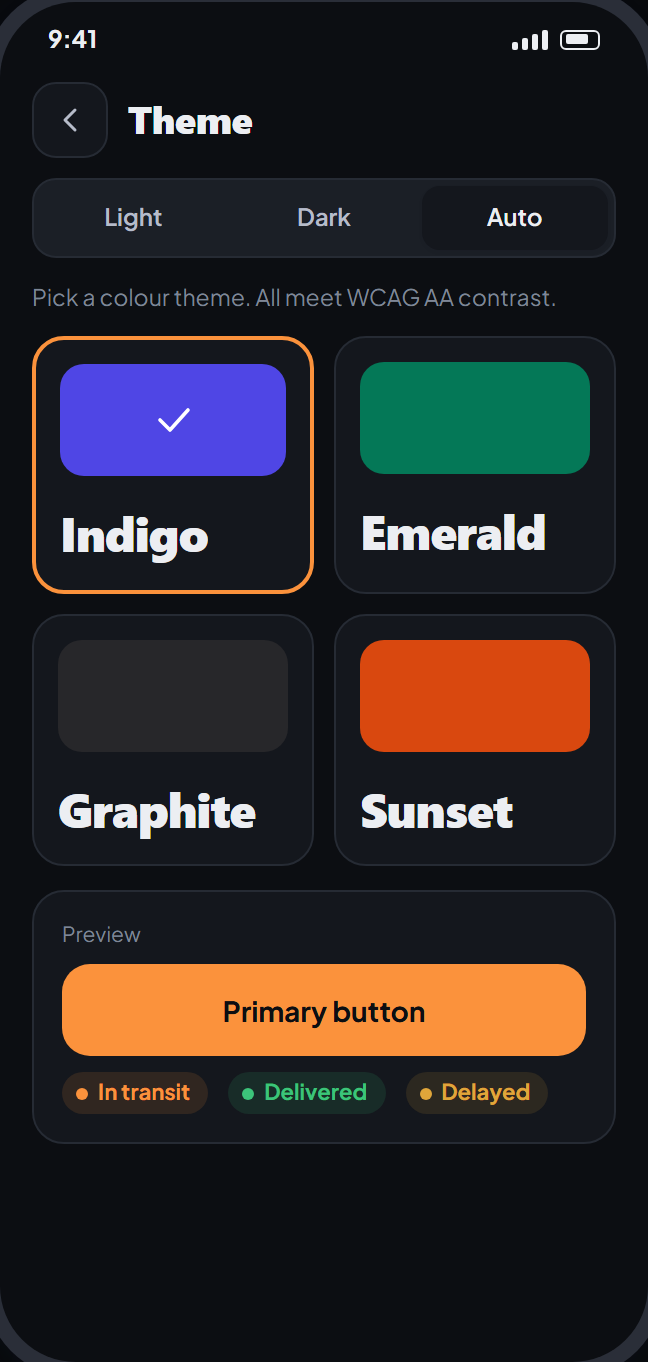 9:41
Theme
Light Dark Auto
Pick a colour theme. All meet WCAG AA contrast.
Indigo Emerald
Graphite Sunset
Preview
Primary button
In transit Delivered Delayed